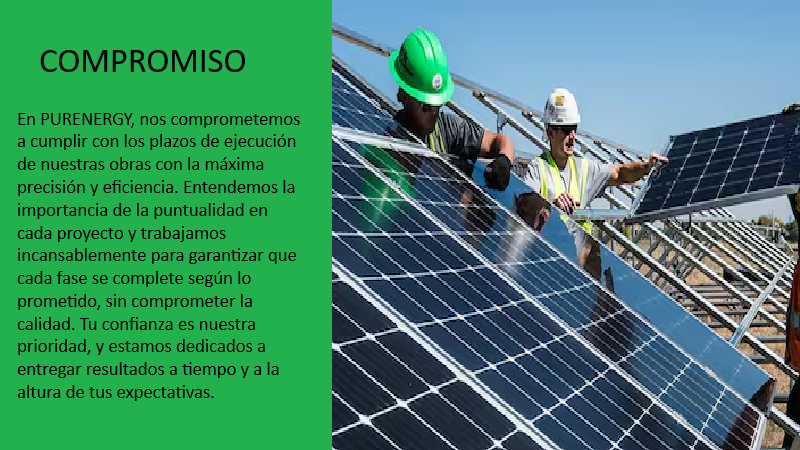 COMPROMISO
En PURENERGY, nos comprometemos
a cumplir con los plazos de ejecución
de nuestras obras con la máxima
precisión y eficiencia. Entendemos la
importancia de la puntualidad en
cada proyecto y trabajamos
incansablemente para garantizar que
cada fase se complete según lo
prometido, sin comprometer la
calidad. Tu confianza es nuestra
prioridad, y estamos dedicados a
entregar resultados a tiempo y a la
altura de tus expectativas.